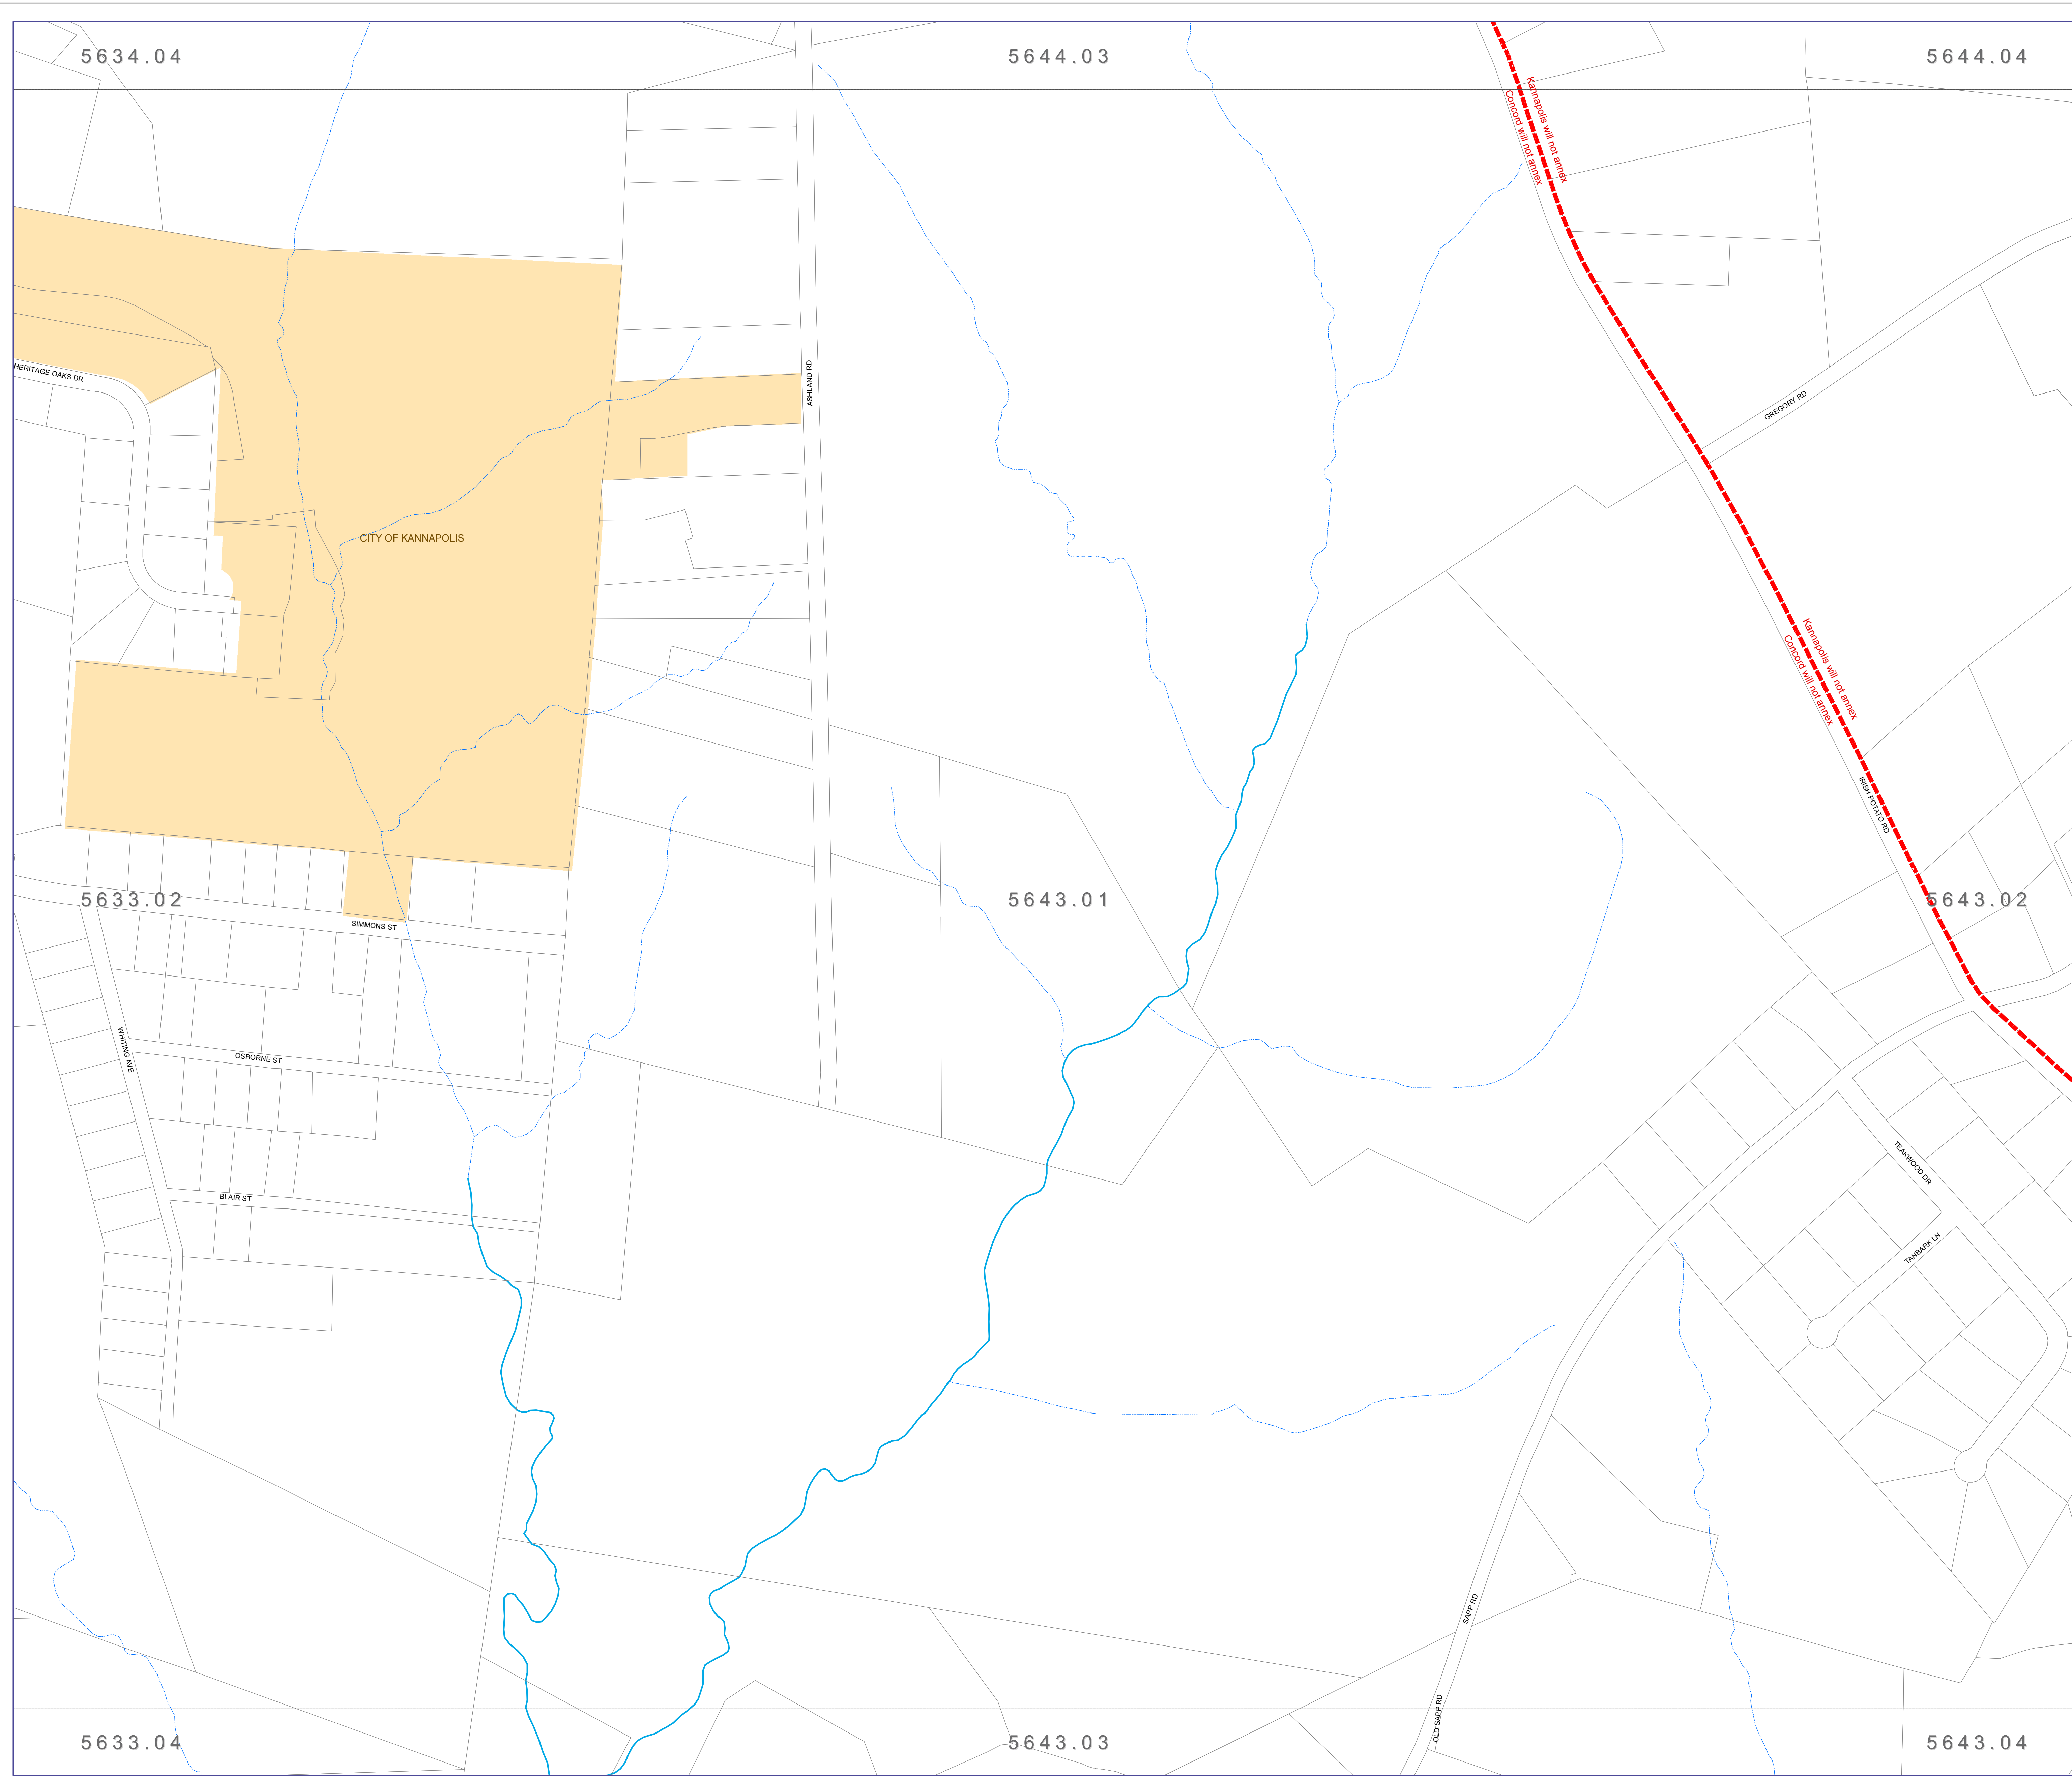 5634.04
5644.03
5644.04
Kannapolis will not annex
Concord will not annex
HERITAGE OAKS DR
ASHLAND RD
GREGORY RD
CITY OF KANNAPOLIS
Kannapolis will not annex
Concord will not annex
IRISH POTATO RD
5633.02
5643.01
5643.02
SIMMONS ST
WHITING AVE
OSBORNE ST
TEAKWOOD DR
BLAIR ST
TANBARK LN
SAPP RD
OLD SAPP RD
5633.04
5643.03
5643.04